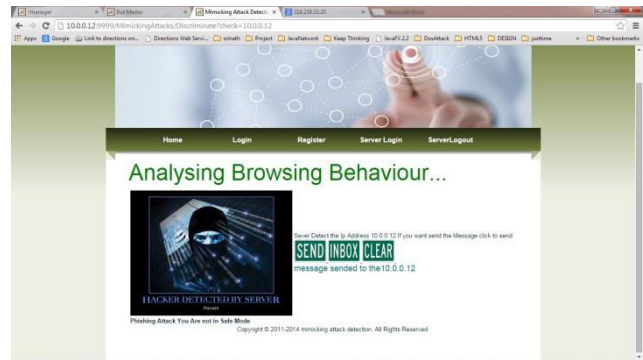 /manager
Bot Master
Mimicking Attack Detecti
216.239.32.20
10.0.0.12:9999/MimickingAttacks/Discriminate?check=10.0.0.12
Apps
Google
Link to directions on...
Directions Web Servi...
srinath
Project
JavaNetwork
Keep Thinking
JavaFX 2.2
DosAttack
HTML5
DESIGN
justtime
»
Other bookmarks
Home
Login
Register
Server Login
ServerLogout
Analysing Browsing Behaviour...
Sever Detect the Ip Address 10.0.0.12 If you want send the Message click to send
SEND INBOX CLEAR
message sended to the10.0.0.12
HACKER DETECTED BY SERVER
Phishing Attack You Are not in Safe Mode
Copyright © 2011-2014 mimicking attack detection. All Rights Reserved